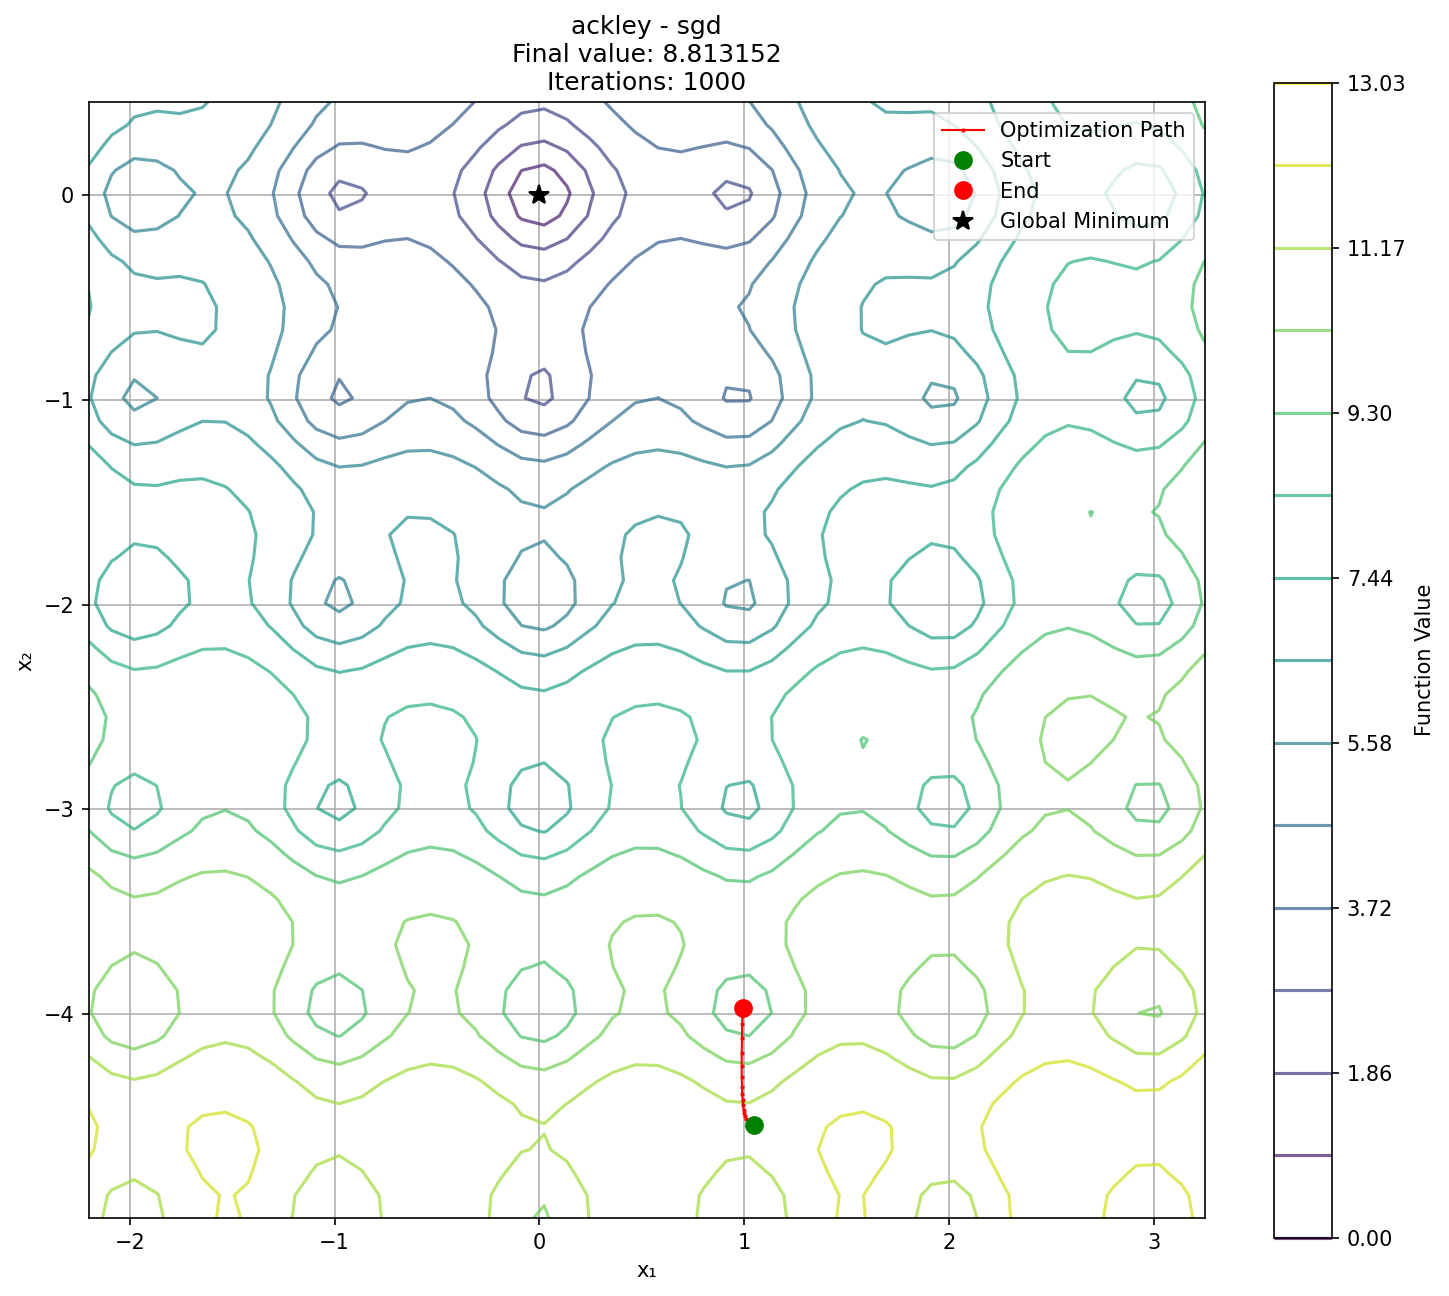 ackley - sgd
Final value: 8.813152
Iterations: 1000
Optimization Path
Start
End
Global Minimum
0
−1
−2
−3
−4
x₂
−2
−1
0
1
2
3
x₁
13.03
11.17
9.30
7.44
5.58
3.72
1.86
0.00
Function Value